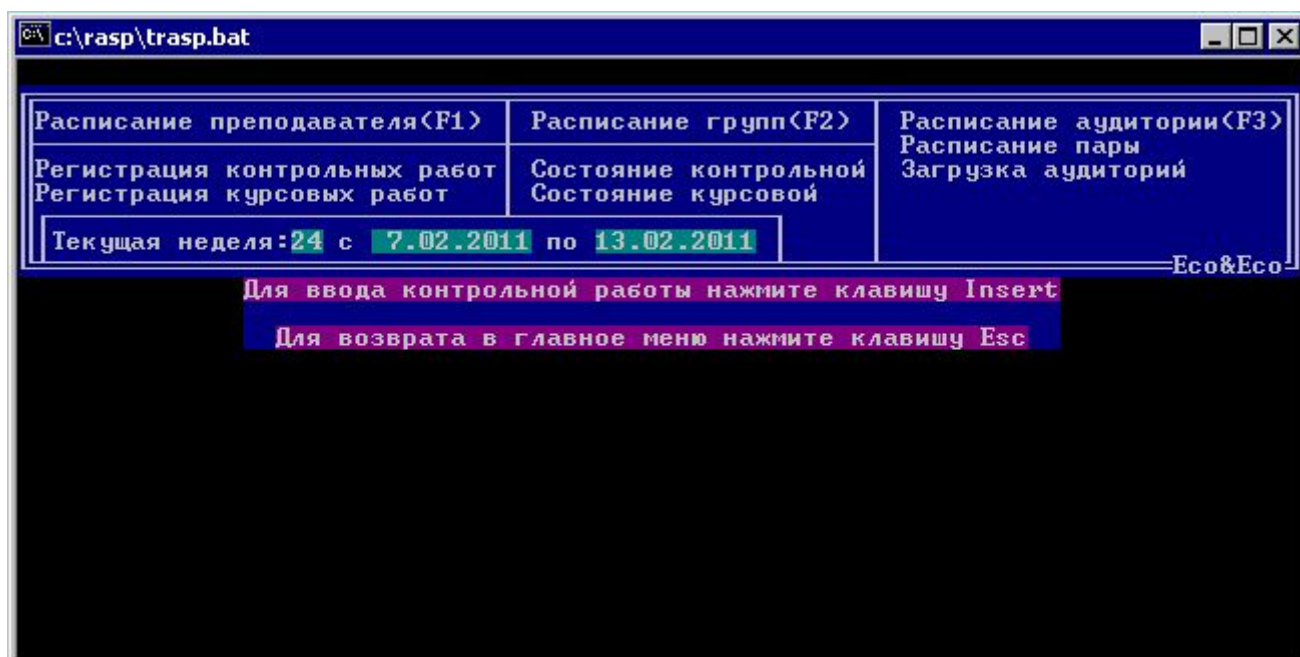 c:\rasp\trasp.bat
Расписание преподавателя(F1)
Регистрация контрольных работ
Регистрация курсовых работ
Расписание групп(F2)
Состояние контрольной
Состояние курсовой
Расписание аудитории(F3)
Расписание пары
Загрузка аудиторий
Текущая неделя:24 с 7.02.2011 по 13.02.2011
Eco&Eco
Для ввода контрольной работы нажмите клавишу Insert
Для возврата в главное меню нажмите клавишу Esc